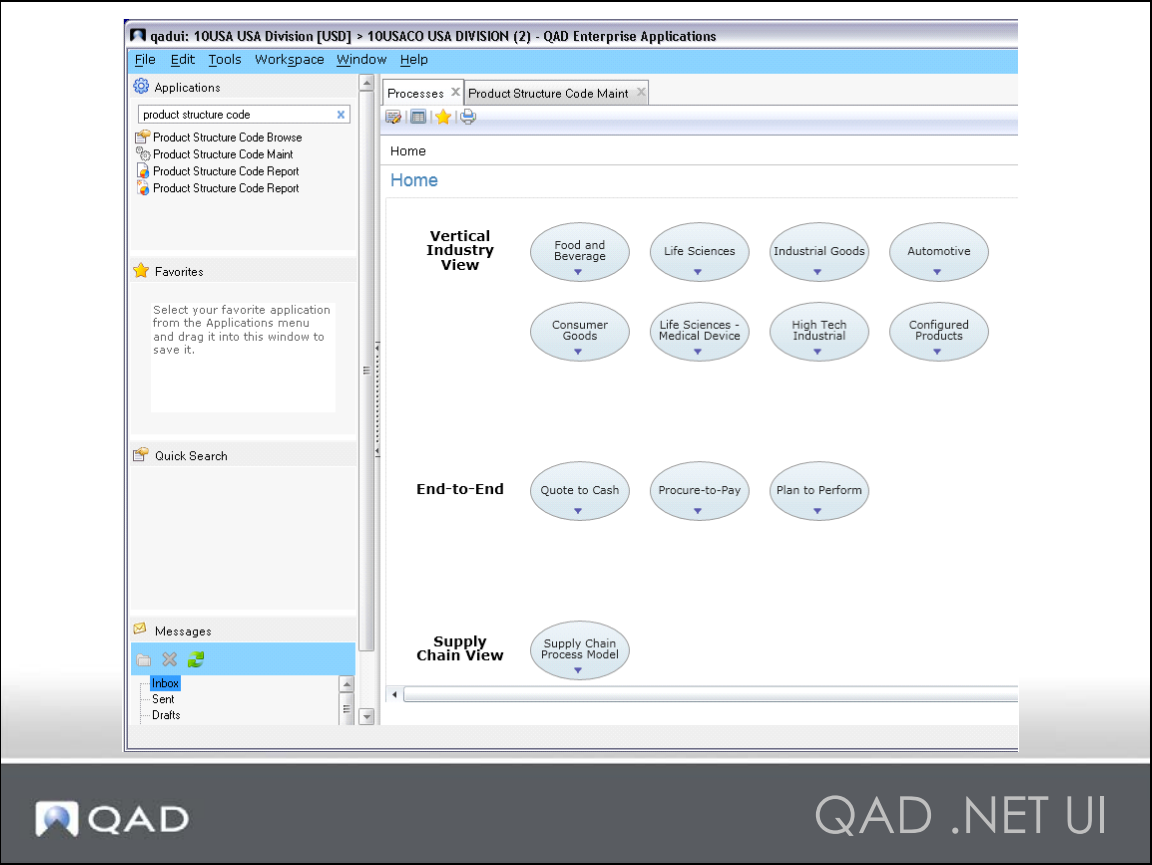 qadui: 10USA USA Division [USD] > 10USACO USA DIVISION (2) - QAD Enterprise Applications
File Edit Tools Workspace Window Help
Applications
product structure code
Product Structure Code Browse
Product Structure Code Maint
Product Structure Code Report
Product Structure Code Report
Favorites
Select your favorite application
from the Applications menu
and drag it into this window to
save it.
Quick Search
Messages
Inbox
Sent
Drafts
Processes
Product Structure Code Maint
Home
Home
Vertical
Industry
View
Food and
Beverage
Life Sciences
Industrial Goods
Automotive
Consumer
Goods
Life Sciences -
Medical Device
High Tech
Industrial
Configured
Products
End-to-End
Quote to Cash
Procure-to-Pay
Plan to Perform
Supply
Chain View
Supply Chain
Process Model
QAD
QAD .NET UI